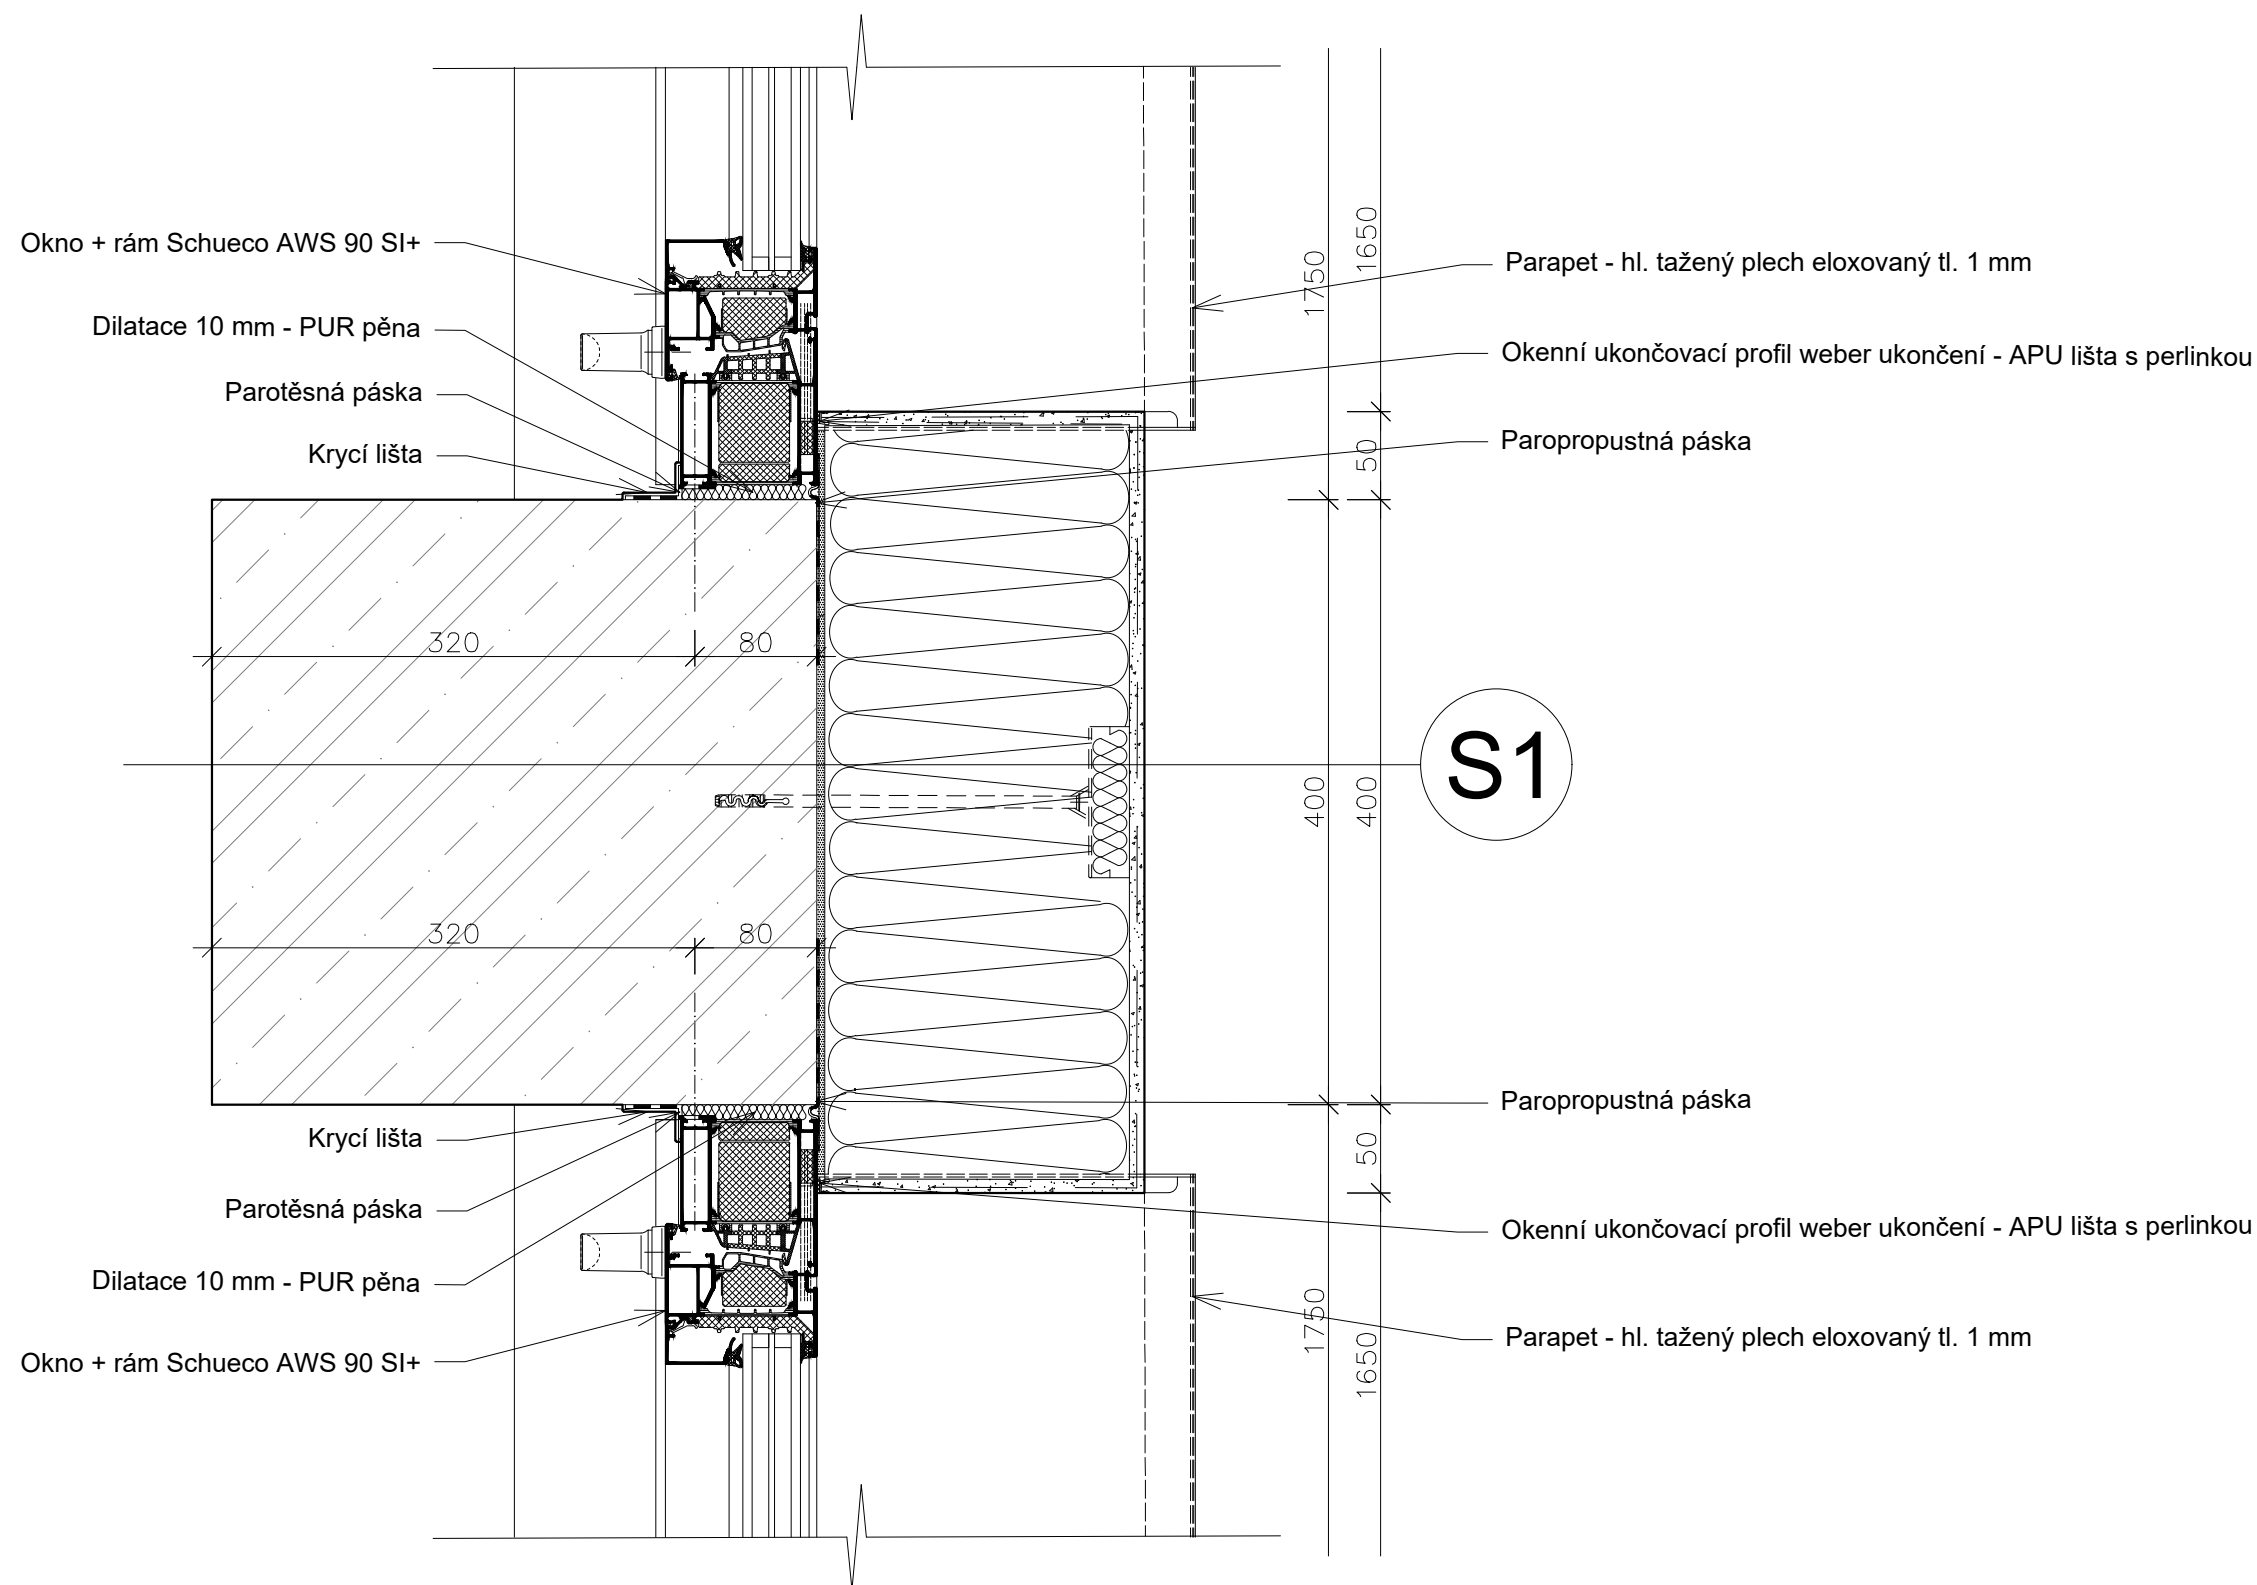 Okno + rám Schueco AWS 90 SI+
Dilatace 10 mm - PUR pěna
Parotěsná páska
Krycí lišta
1750
1650
Parapet - hl. tažený plech eloxovaný tl. 1 mm
Okenní ukončovací profil weber ukončení - APU lišta s perlinkou
Paropropustná páska
50
320
80
400
400
S1
320
80
Krycí lišta
Parotěsná páska
Dilatace 10 mm - PUR pěna
Okno + rám Schueco AWS 90 SI+
Paropropustná páska
50
Okenní ukončovací profil weber ukončení - APU lišta s perlinkou
1750
1650
Parapet - hl. tažený plech eloxovaný tl. 1 mm